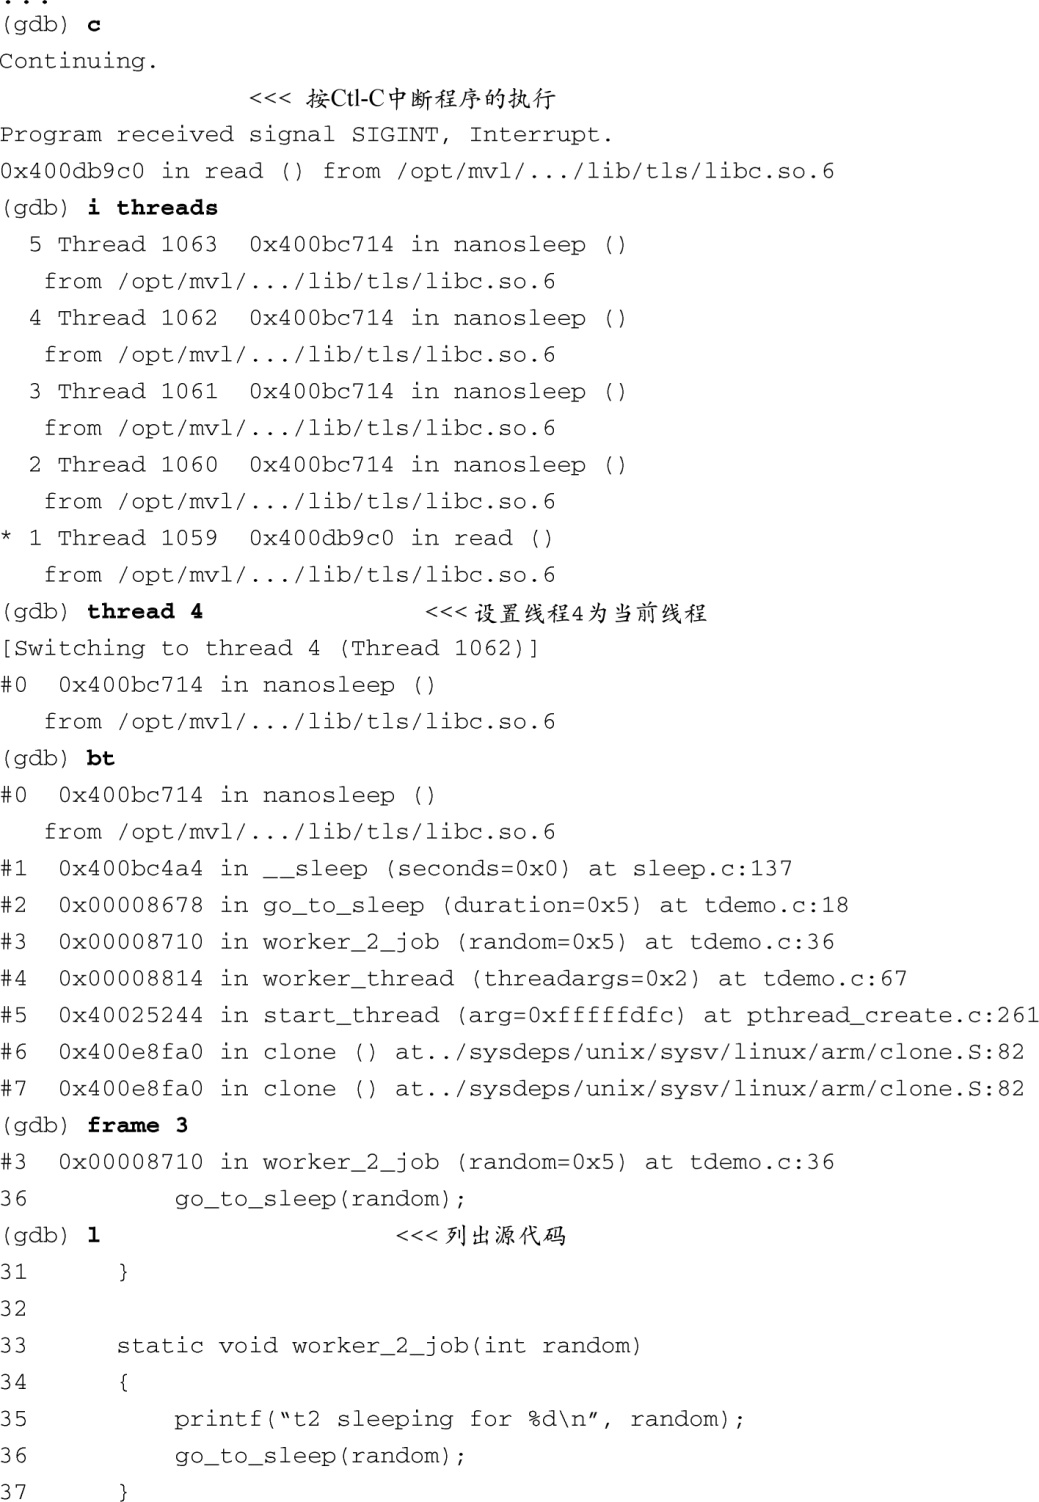 ...
(gdb) c
Continuing.
<<< 按Ctl-C中断程序的执行
Program received signal SIGINT, Interrupt.
0x400db9c0 in read () from /opt/mvl/.../lib/tls/libc.so.6
(gdb) i threads
5 Thread 1063 0x400bc714 in nanosleep ()
from /opt/mvl/.../lib/tls/libc.so.6
4 Thread 1062 0x400bc714 in nanosleep ()
from /opt/mvl/.../lib/tls/libc.so.6
3 Thread 1061 0x400bc714 in nanosleep ()
from /opt/mvl/.../lib/tls/libc.so.6
2 Thread 1060 0x400bc714 in nanosleep ()
from /opt/mvl/.../lib/tls/libc.so.6
* 1 Thread 1059 0x400db9c0 in read ()
from /opt/mvl/.../lib/tls/libc.so.6
(gdb) thread 4 <<< 设置线程4为当前线程
[Switching to thread 4 (Thread 1062)]
#0 0x400bc714 in nanosleep ()
from /opt/mvl/.../lib/tls/libc.so.6
(gdb) bt
#0 0x400bc714 in nanosleep ()
from /opt/mvl/.../lib/tls/libc.so.6
#1 0x400bc4a4 in __sleep (seconds=0x0) at sleep.c:137
#2 0x00008678 in go_to_sleep (duration=0x5) at tdemo.c:18
#3 0x00008710 in worker_2_job (random=0x5) at tdemo.c:36
#4 0x00008814 in worker_thread (threadargs=0x2) at tdemo.c:67
#5 0x40025244 in start_thread (arg=0xfffffdfc) at pthread_create.c:261
#6 0x400e8fa0 in clone () at../sysdeps/unix/sysv/linux/arm/clone.S:82
#7 0x400e8fa0 in clone () at../sysdeps/unix/sysv/linux/arm/clone.S:82
(gdb) frame 3
#3 0x00008710 in worker_2_job (random=0x5) at tdemo.c:36
36 go_to_sleep(random);
(gdb) l <<< 列出源代码
31 }
32
33 static void worker_2_job(int random)
34 {
35 printf(“t2 sleeping for %d\n”, random);
36 go_to_sleep(random);
37 }